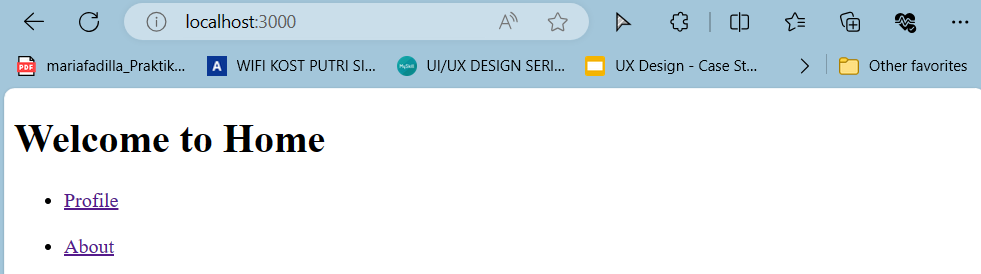 localhost:3000
mariafadilla_Praktik...
WIFI KOST PUTRI SI...
UI/UX DESIGN SERI...
UX Design - Case St...
Other favorites
Welcome to Home
Profile
About